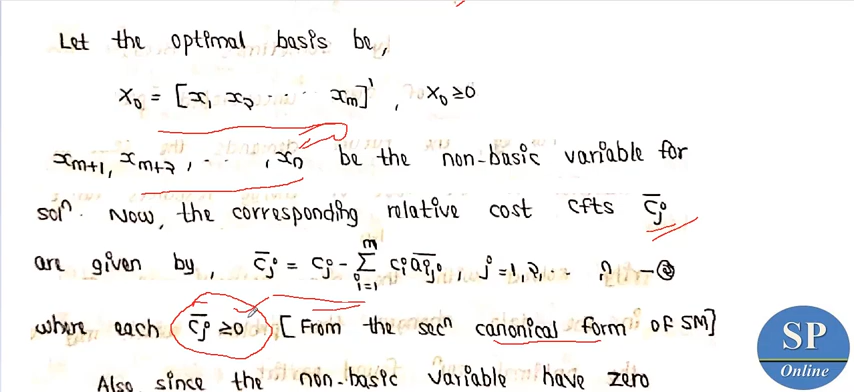 Let the optimal basis be,
X₀ = [x₁ x₂ ..... xₘ]', X₀ ≥ 0
xₘ₊₁, xₘ₊₂, ....., xₙ be the non-basic variable for
solⁿ. Now, the corresponding relative cost cfts c̄ⱼ
are given by, c̄ⱼ = cⱼ - Σᵢ₌₁ᵐ cᵢ āᵢⱼ, j = 1, 2, ... n —
where each c̄ⱼ ≥ 0 [From the secⁿ canonical form of SM]
Also since the non-basic variable have zero
SP
Online